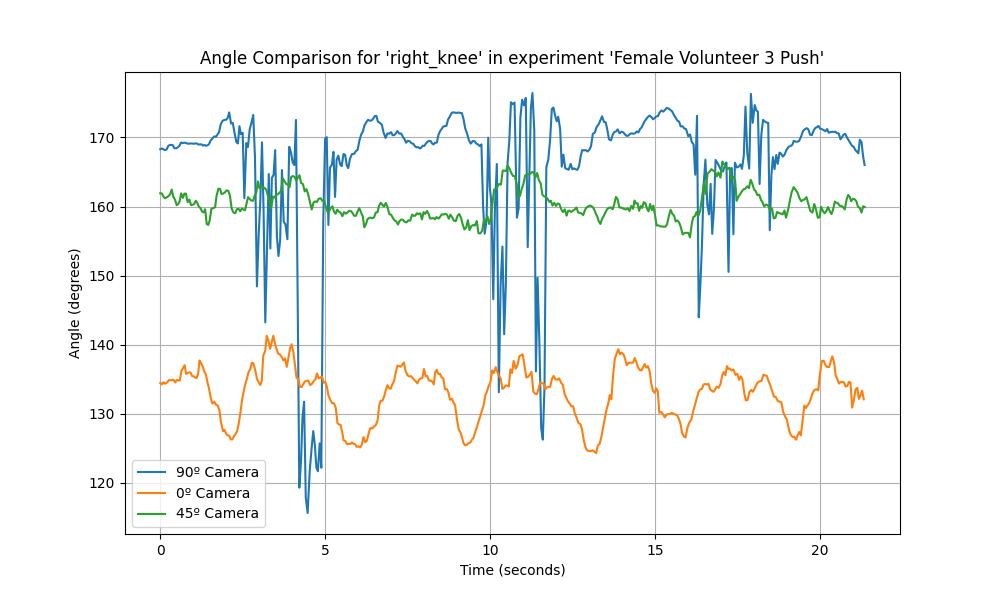 Angle Comparison for 'right_knee' in experiment 'Female Volunteer 3 Push'
Angle (degrees)
170
160
150
140
130
120
90º Camera
0º Camera
45º Camera
0 5 10 15 20
Time (seconds)